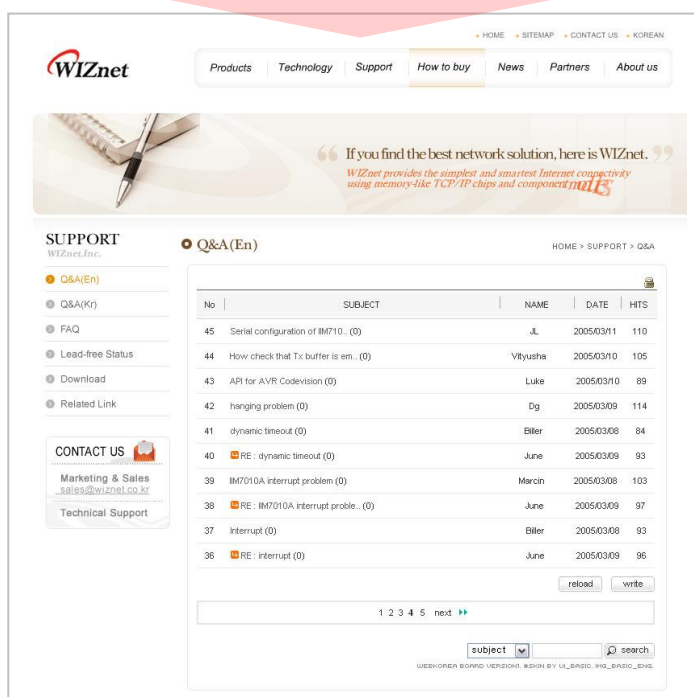 HOME SITEMAP CONTACT US KOREAN
WIZnet
Products Technology Support How to buy News Partners About us
If you find the best network solution, here is WIZnet.
WIZnet provides the simplest and smartest Internet connectivity
using memory-like TCP/IP chips and component
SUPPORT
WIZnet.Inc.
Q&A(En)
Q&A(Kr)
FAQ
Lead-free Status
Download
Related Link
CONTACT US
Marketing & Sales
sales@wiznet.co.kr
Technical Support
Q&A(En)
HOME > SUPPORT > Q&A
No SUBJECT NAME DATE HITS
45 Serial configuration of IIM710.. (0) JL 2005/03/11 110
44 How check that Tx buffer is em.. (0) Vityusha 2005/03/10 105
43 API for AVR Codevision (0) Luke 2005/03/10 89
42 hanging problem (0) Dg 2005/03/09 114
41 dynamic timeout (0) Biller 2005/03/08 84
40 RE : dynamic timeout (0) June 2005/03/09 93
39 IIM7010A interrupt problem (0) Marcin 2005/03/08 103
38 RE : IIM7010A interrupt proble.. (0) June 2005/03/09 97
37 Interrupt (0) Biller 2005/03/08 93
36 RE : interrupt (0) June 2005/03/09 96
reload write
1 2 3 4 5 next
subject search
WEBKOREA BOARD VERSION1. #SKIN BY UI_BASIC. IMG_BASIC_ENG.